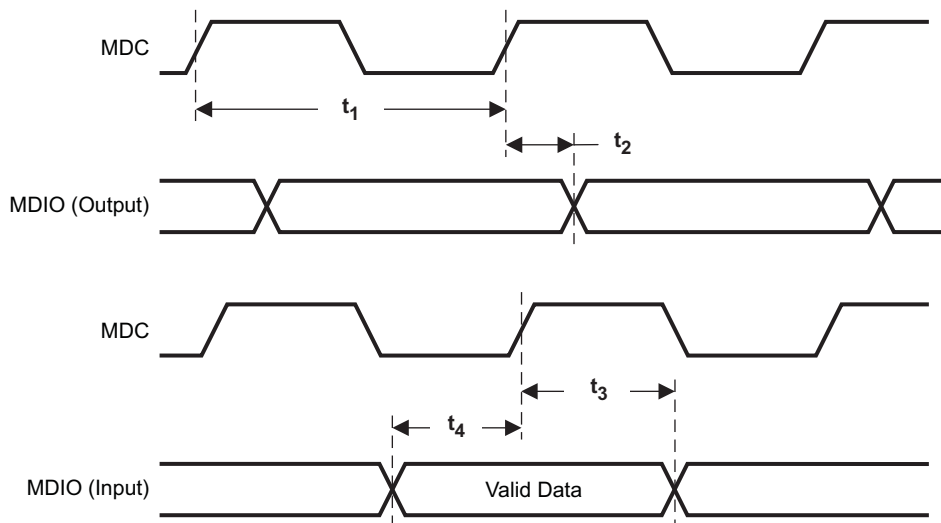 MDC
t1
t2
MDIO (Output)
MDC
t3
t4
MDIO (Input)
Valid Data